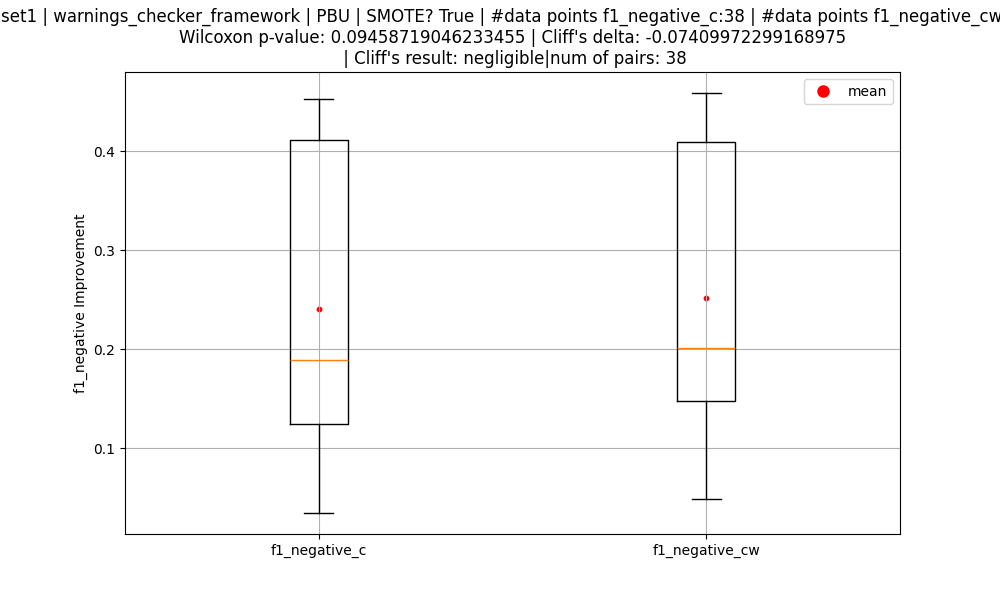 set1 | warnings_checker_framework | PBU | SMOTE? True | #data points f1_negative_c:38 | #data points f1_negative_cw
Wilcoxon p-value: 0.09458719046233455 | Cliff's delta: -0.07409972299168975
| Cliff's result: negligible|num of pairs: 38
mean
0.4
0.3
0.2
0.1
f1_negative Improvement
f1_negative_c
f1_negative_cw